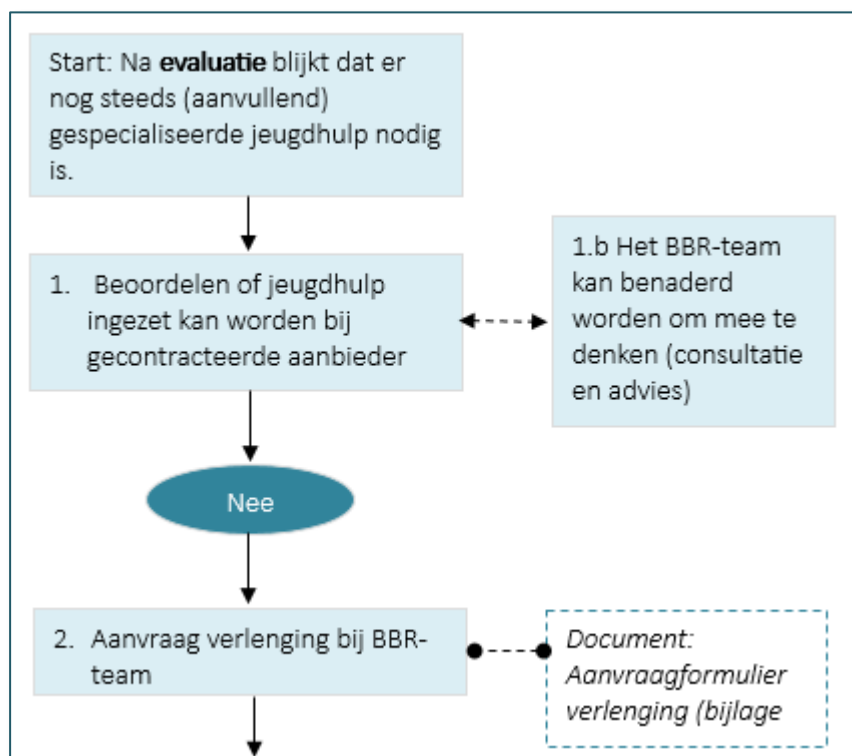 Start: Na evaluatie blijkt dat er
nog steeds (aanvullend)
gespecialiseerde jeugdhulp nodig
is.
1. Beoordelen of jeugdhulp
ingezet kan worden bij
gecontracteerde aanbieder
1.b Het BBR-team
kan benaderd
worden om mee te
denken (consultatie
en advies)
Nee
2. Aanvraag verlenging bij BBR-
team
Document:
Aanvraagformulier
verlenging (bijlage